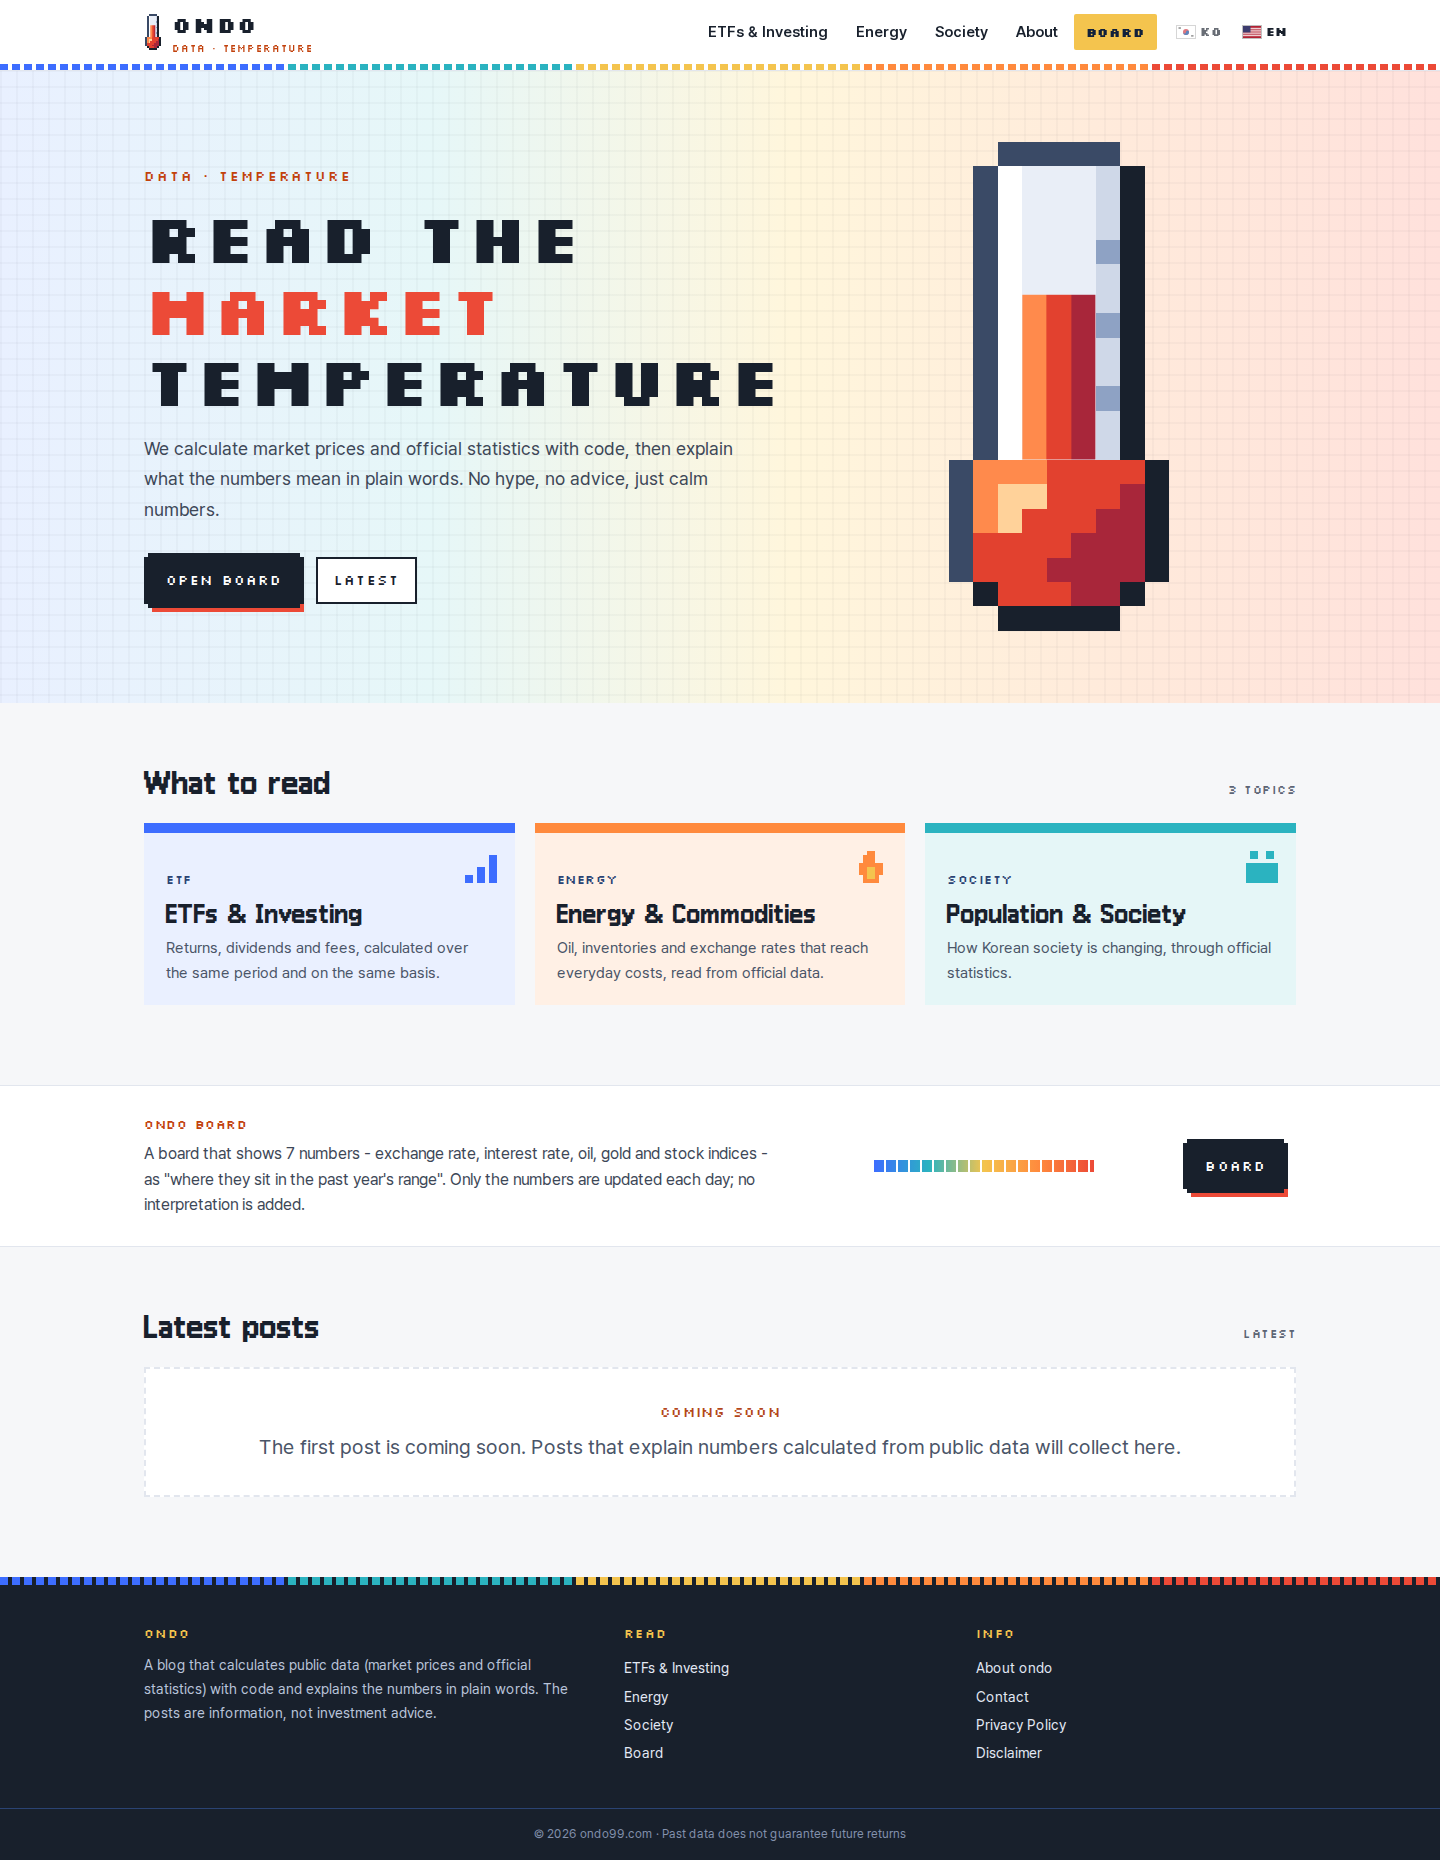 ONDO
DATA · TEMPERATURE
ETFs & Investing
Energy
Society
About
BOARD
KO
EN
DATA · TEMPERATURE
READ THE
MARKET
TEMPERATURE
We calculate market prices and official statistics with code, then explain
what the numbers mean in plain words. No hype, no advice, just calm
numbers.
OPEN BOARD
LATEST
What to read
3 TOPICS
ETF
ETFs & Investing
Returns, dividends and fees, calculated over
the same period and on the same basis.
ENERGY
Energy & Commodities
Oil, inventories and exchange rates that reach
everyday costs, read from official data.
SOCIETY
Population & Society
How Korean society is changing, through official
statistics.
ONDO BOARD
A board that shows 7 numbers - exchange rate, interest rate, oil, gold and stock indices -
as "where they sit in the past year's range". Only the numbers are updated each day; no
interpretation is added.
BOARD
Latest posts
LATEST
COMING SOON
The first post is coming soon. Posts that explain numbers calculated from public data will collect here.
ONDO
A blog that calculates public data (market prices and official
statistics) with code and explains the numbers in plain words. The
posts are information, not investment advice.
READ
ETFs & Investing
Energy
Society
Board
INFO
About ondo
Contact
Privacy Policy
Disclaimer
© 2026 ondo99.com · Past data does not guarantee future returns